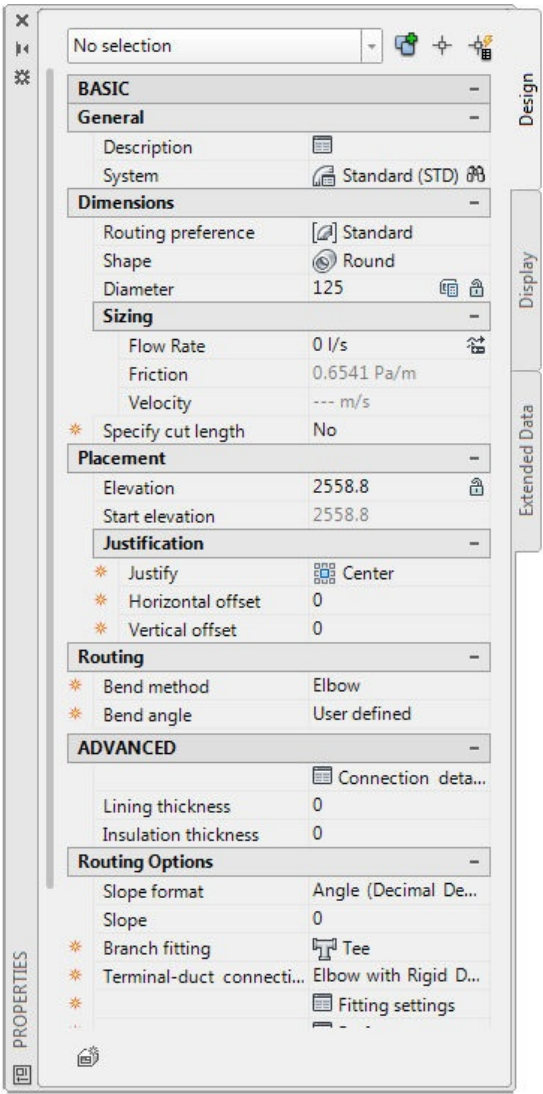 No selection
BASIC
General
Description
System Standard (STD)
Dimensions
Routing preference Standard
Shape Round
Diameter 125
Sizing
Flow Rate 0 l/s
Friction 0.6541 Pa/m
Velocity --- m/s
Specify cut length No
Placement
Elevation 2558.8
Start elevation 2558.8
Justification
Justify Center
Horizontal offset 0
Vertical offset 0
Routing
Bend method Elbow
Bend angle User defined
ADVANCED
Connection deta...
Lining thickness 0
Insulation thickness 0
Routing Options
Slope format Angle (Decimal De...
Slope 0
Branch fitting Tee
Terminal-duct connecti... Elbow with Rigid D...
Fitting settings
Design
Display
Extended Data
PROPERTIES